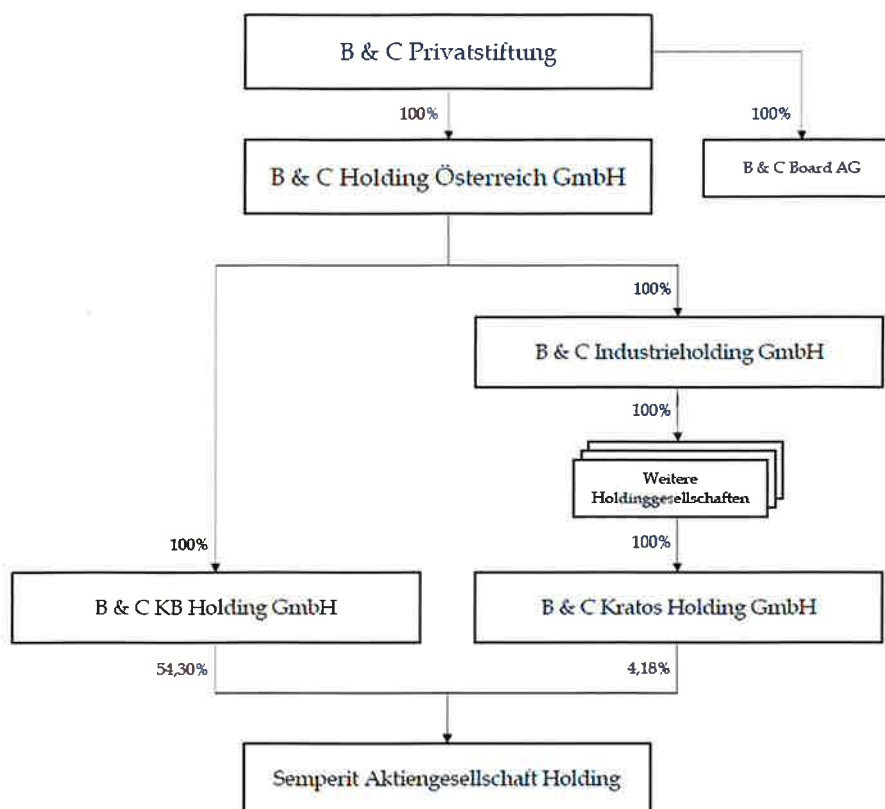 B & C Privatstiftung
100%
100%
B & C Holding Österreich GmbH
B & C Board AG
100%
B & C Industrieholding GmbH
100%
Weitere
Holdinggesellschaften
100%
100%
B & C KB Holding GmbH
B & C Kratos Holding GmbH
54,30%
4,18%
Semperit Aktiengesellschaft Holding